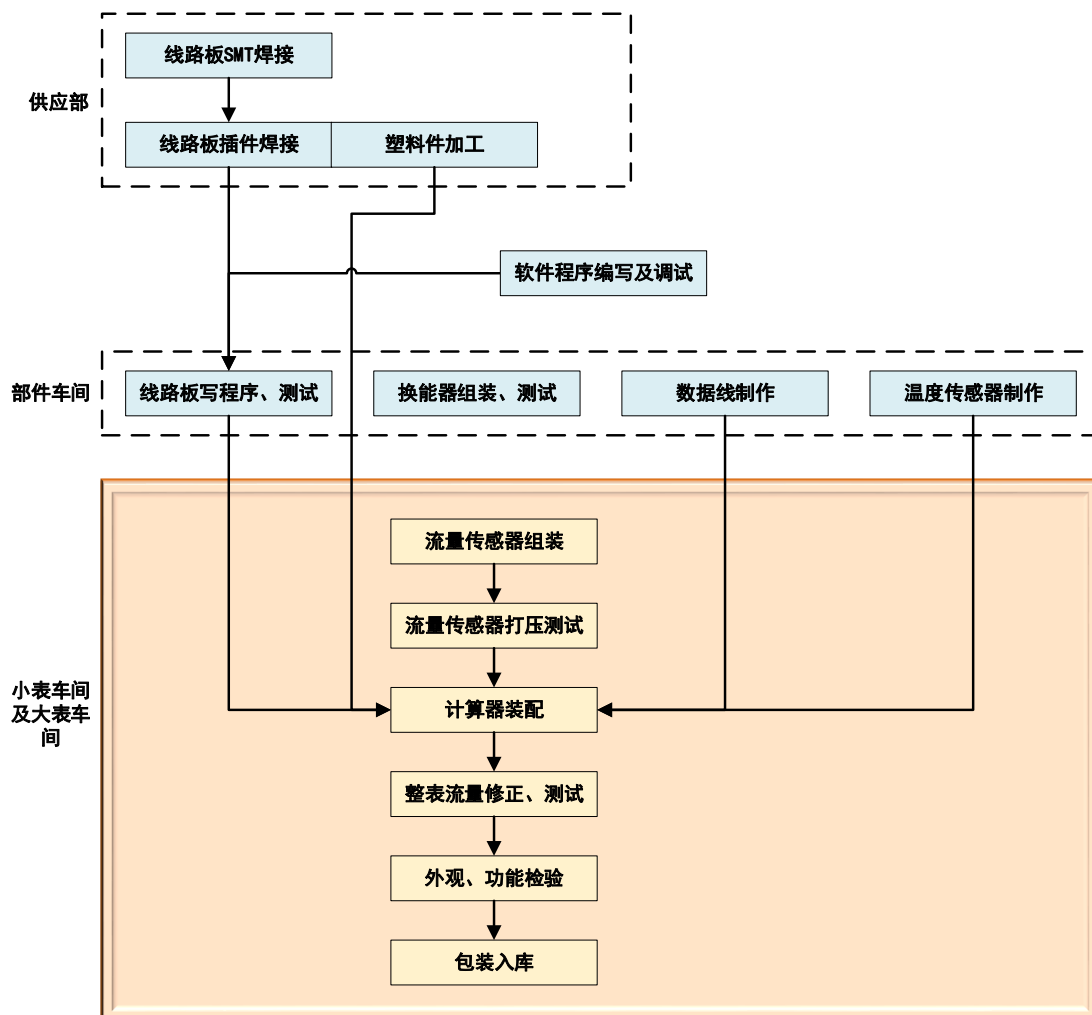 线路板SMT焊接
供应部
线路板插件焊接
塑料件加工
软件程序编写及调试
部件车间
线路板写程序、测试
换能器组装、测试
数据线制作
温度传感器制作
流量传感器组装
流量传感器打压测试
小表车间
及大表车
间
计算器装配
整表流量修正、测试
外观、功能检验
包装入库